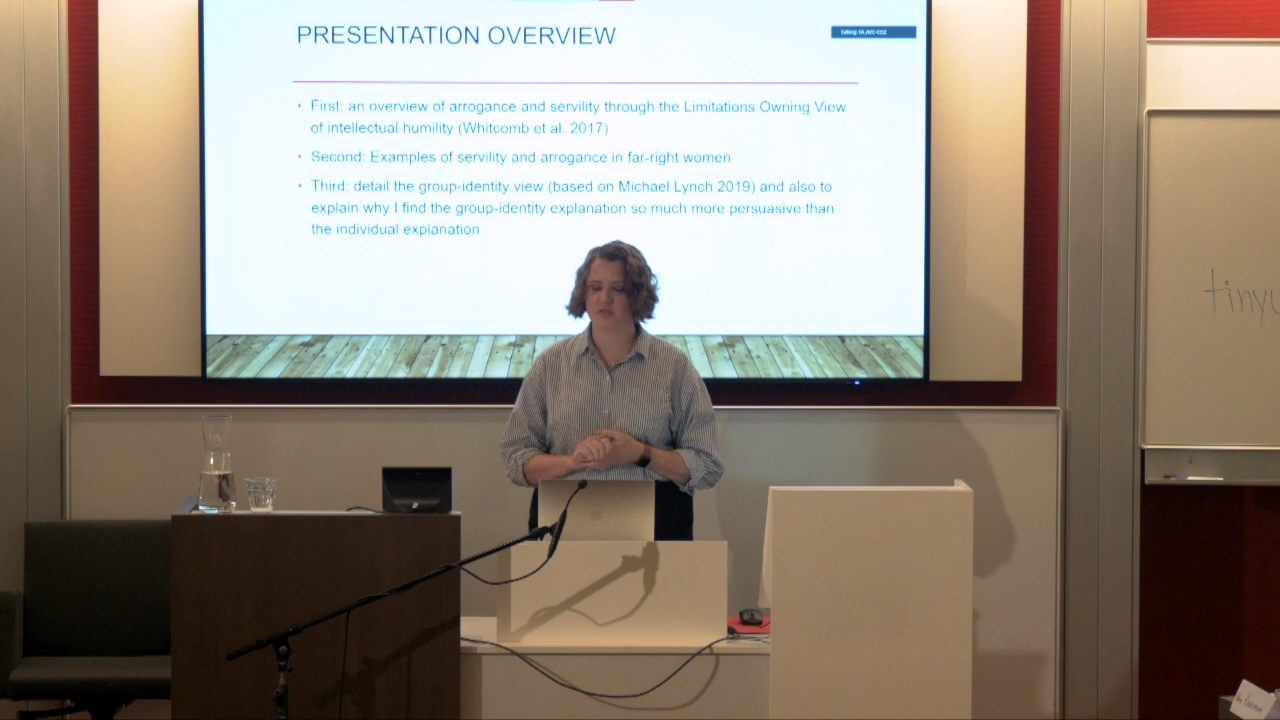 PRESENTATION OVERVIEW
• First: an overview of arrogance and servility through the Limitations Owning View
of intellectual humility (Whitcomb et al. 2017)
• Second: Examples of servility and arrogance in far-right women
• Third: detail the group-identity view (based on Michael Lynch 2019) and also to
explain why I find the group-identity explanation so much more persuasive than
the individual explanation